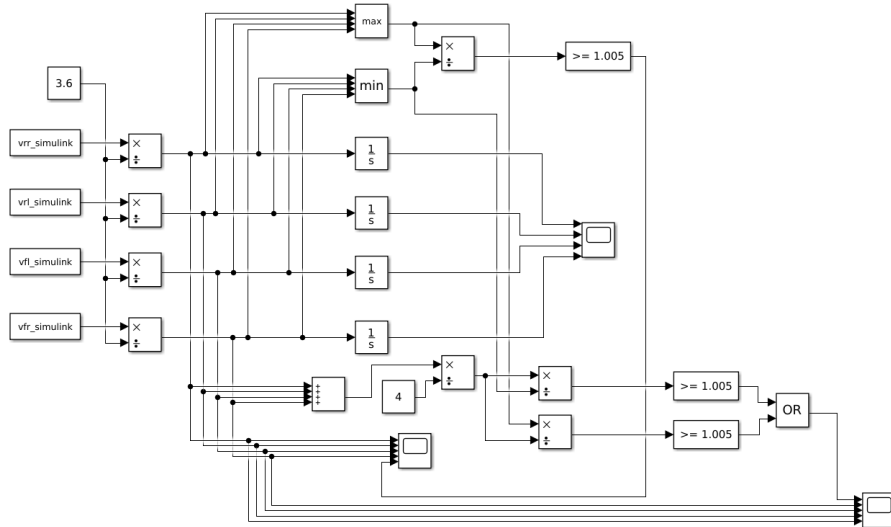 max
×
÷
>= 1.005
3.6
min
vrr_simulink
×
÷
1
s
vrl_simulink
×
÷
1
s
vfl_simulink
×
÷
1
s
vfr_simulink
×
÷
1
s
+
+
+
+
4
×
÷
×
÷
>= 1.005
OR
×
÷
>= 1.005